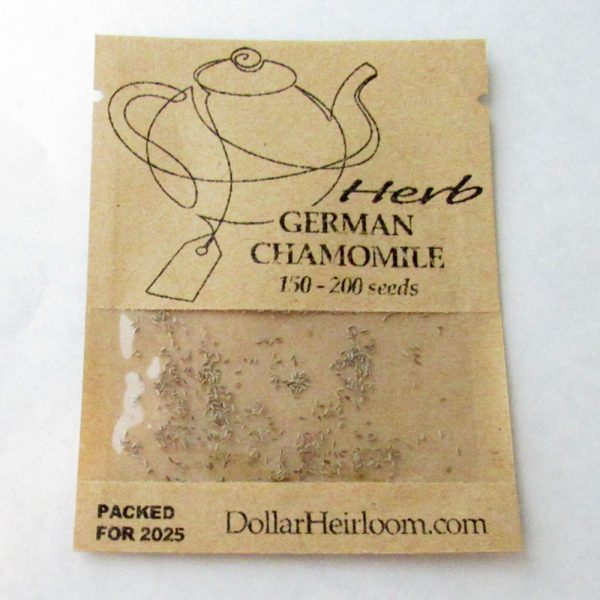 Herb
GERMAN
CHAMOMILE
150 - 200 seeds
PACKED
FOR 2025
DollarHeirloom.com